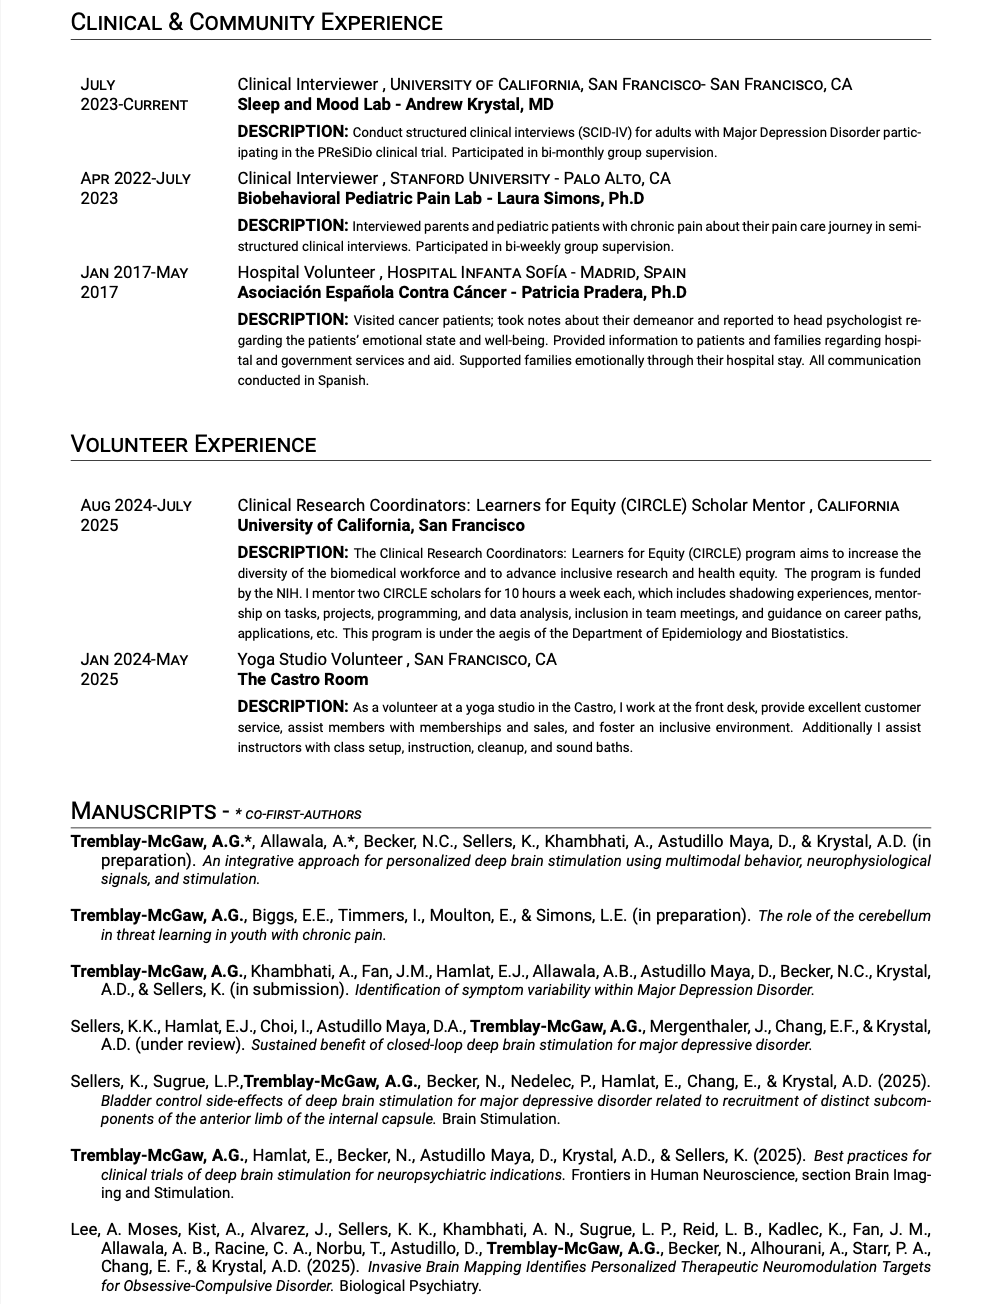 CLINICAL & COMMUNITY EXPERIENCE
JULY
2023-CURRENT
Clinical Interviewer , UNIVERSITY OF CALIFORNIA, SAN FRANCISCO- SAN FRANCISCO, CA
Sleep and Mood Lab - Andrew Krystal, MD
DESCRIPTION: Conduct structured clinical interviews (SCID-IV) for adults with Major Depression Disorder partic-
ipating in the PReSiDio clinical trial. Participated in bi-monthly group supervision.
APR 2022-JULY
2023
Clinical Interviewer , STANFORD UNIVERSITY - PALO ALTO, CA
Biobehavioral Pediatric Pain Lab - Laura Simons, Ph.D
DESCRIPTION: Interviewed parents and pediatric patients with chronic pain about their pain care journey in semi-
structured clinical interviews. Participated in bi-weekly group supervision.
JAN 2017-MAY
2017
Hospital Volunteer , HOSPITAL INFANTA SOFÍA - MADRID, SPAIN
Asociación Española Contra Cáncer - Patricia Pradera, Ph.D
DESCRIPTION: Visited cancer patients; took notes about their demeanor and reported to head psychologist re-
garding the patients' emotional state and well-being. Provided information to patients and families regarding hospi-
tal and government services and aid. Supported families emotionally through their hospital stay. All communication
conducted in Spanish.
VOLUNTEER EXPERIENCE
AUG 2024-JULY
2025
Clinical Research Coordinators: Learners for Equity (CIRCLE) Scholar Mentor , CALIFORNIA
University of California, San Francisco
DESCRIPTION: The Clinical Research Coordinators: Learners for Equity (CIRCLE) program aims to increase the
diversity of the biomedical workforce and to advance inclusive research and health equity. The program is funded
by the NIH. I mentor two CIRCLE scholars for 10 hours a week each, which includes shadowing experiences, mentor-
ship on tasks, projects, programming, and data analysis, inclusion in team meetings, and guidance on career paths,
applications, etc. This program is under the aegis of the Department of Epidemiology and Biostatistics.
JAN 2024-MAY
2025
Yoga Studio Volunteer , SAN FRANCISCO, CA
The Castro Room
DESCRIPTION: As a volunteer at a yoga studio in the Castro, I work at the front desk, provide excellent customer
service, assist members with memberships and sales, and foster an inclusive environment. Additionally I assist
instructors with class setup, instruction, cleanup, and sound baths.
MANUSCRIPTS - * CO-FIRST-AUTHORS
Tremblay-McGaw, A.G.*, Allawala, A.*, Becker, N.C., Sellers, K., Khambhati, A., Astudillo Maya, D., & Krystal, A.D. (in
preparation). An integrative approach for personalized deep brain stimulation using multimodal behavior, neurophysiological
signals, and stimulation.
Tremblay-McGaw, A.G., Biggs, E.E., Timmers, I., Moulton, E., & Simons, L.E. (in preparation). The role of the cerebellum
in threat learning in youth with chronic pain.
Tremblay-McGaw, A.G., Khambhati, A., Fan, J.M., Hamlat, E.J., Allawala, A.B., Astudillo Maya, D., Becker, N.C., Krystal,
A.D., & Sellers, K. (in submission). Identification of symptom variability within Major Depression Disorder.
Sellers, K.K., Hamlat, E.J., Choi, I., Astudillo Maya, D.A., Tremblay-McGaw, A.G., Mergenthaler, J., Chang, E.F., & Krystal,
A.D. (under review). Sustained benefit of closed-loop deep brain stimulation for major depressive disorder.
Sellers, K., Sugrue, L.P.,Tremblay-McGaw, A.G., Becker, N., Nedelec, P., Hamlat, E., Chang, E., & Krystal, A.D. (2025).
Bladder control side-effects of deep brain stimulation for major depressive disorder related to recruitment of distinct subcom-
ponents of the anterior limb of the internal capsule. Brain Stimulation.
Tremblay-McGaw, A.G., Hamlat, E., Becker, N., Astudillo Maya, D., Krystal, A.D., & Sellers, K. (2025). Best practices for
clinical trials of deep brain stimulation for neuropsychiatric indications. Frontiers in Human Neuroscience, section Brain Imag-
ing and Stimulation.
Lee, A. Moses, Kist, A., Alvarez, J., Sellers, K. K., Khambhati, A. N., Sugrue, L. P., Reid, L. B., Kadlec, K., Fan, J. M.,
Allawala, A. B., Racine, C. A., Norbu, T., Astudillo, D., Tremblay-McGaw, A.G., Becker, N., Alhourani, A., Starr, P. A.,
Chang, E. F., & Krystal, A.D. (2025). Invasive Brain Mapping Identifies Personalized Therapeutic Neuromodulation Targets
for Obsessive-Compulsive Disorder. Biological Psychiatry.